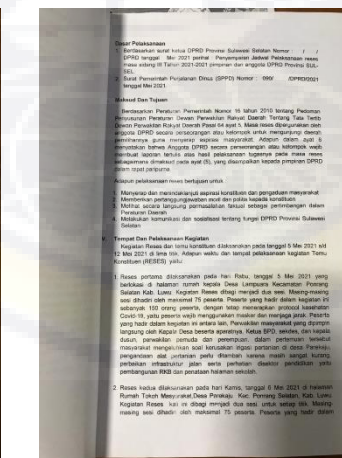 Dasar Pelaksanaan
1. Berdasarkan surat ketua DPRD Provinsi Sulawesi Selatan Nomor : / /
DPRD tanggal Mei 2021 perihal : Penyampaian Jadwal Pelaksanaan reses
masa sidang III Tahun 2021-2021 pimpinan dan anggota DPRD Provinsi SUL-
SEL
2. Surat Pemerintah Perjalanan Dinas (SPPD) Nomor : 090/ /DPRD/2021
tanggal Mei 2021.
Maksud Dan Tujuan
Berdasarkan Peraturan Pemerintah Nomor 16 tahun 2010 tentang Pedoman
Penyusunan Peraturan Dewan Perwakilan Rakyat Daerah Tentang Tata Tertib
Dewan Perwakilan Rakyat Daerah Pasal 64 ayat 5. Masa reses dipergunakan oleh
anggota DPRD secara perseorangan atau kelompok untuk mengunjungi daerah
pemilihannya guna menyerap aspirasi masyarakat. Adapun dalam ayat 6
menyatakan bahwa Anggota DPRD secara perseorangan atau kelompok wajib
membuat laporan tertulis atas hasil pelaksanaan tugasnya pada masa reses
sebagaimana dimaksud pada ayat (5), yang disampaikan kepada pimpinan DPRD
dalam rapat paripurna.
Adapun pelaksanaan reses bertujuan untuk
1. Menyerap dan menindaklanjuti aspirasi konstituen dan pengaduan masyarakat
2. Memberikan pertanggungjawaban moril dan politis kepada konstituen
3. Melihat secara langsung permasalahan faktual sebagai pertimbangan dalam
Peraturan Daerah
4. Melakukan komunikasi dan sosialisasi tentang fungsi DPRD Provinsi Sulawesi
Selatan
Tempat Dan Pelaksanaan Kegiatan
Kegiatan Reses dan temu konstituen dilaksanakan pada tanggal 5 Mei 2021 s/d
12 Mei 2021 di lima titik. Adapun waktu dan tempat pelaksanaan kegiatan Temu
Konstituen (RESES) yaitu :
1. Reses pertama dilaksanakan pada hari Rabu, tanggal 5 Mei 2021 yang
berlokasi di halaman rumah kepala Desa Lampuara Kecamatan Ponrang
Selatan Kab. Luwu. Kegiatan Reses dibagi menjadi dua sesi. Masing-masing
sesi dihadiri oleh maksimal 75 peserta. Peserta yang hadir dalam kegiatan ini
sebanyak 150 orang peserta, dengan tetap menerapkan protocol kesehatan
Covid-19, yaitu peserta wajib menggunakan masker dan menjaga jarak. Peserta
yang hadir dalam kegiatan ini antara lain, Perwakilan masyarakat yang dipimpin
langsung oleh Kepala Desa beserta aparatnya, Ketua BPD, sekdes, dan kepala
dusun, perwakilan pemuda dan perempuan, dalam pertemuan tersebut
masyarakat mengeluhkan soal kerusakan irigasi pertanian di desa
pengadaan alat pertanian perlu ditambah karena masih sangat kurang,
perbaikan infrastruktur jalan serta perhatian disektor pendidikan yaitu
pembangunan RKB dan penataan halaman sekolah.
2. Reses kedua dilaksanakan pada hari Kamis, tanggal 6 Mei 2021 di halaman
Rumah Tokoh Masyarakat, Desa Kec. Ponrang Selatan, Kab. Luwu.
Kegiatan Reses kali ini dibagi menjadi dua sesi untuk setiap titik. Masing-
masing sesi dihadiri oleh maksimal 75 peserta. Peserta yang hadir dalam